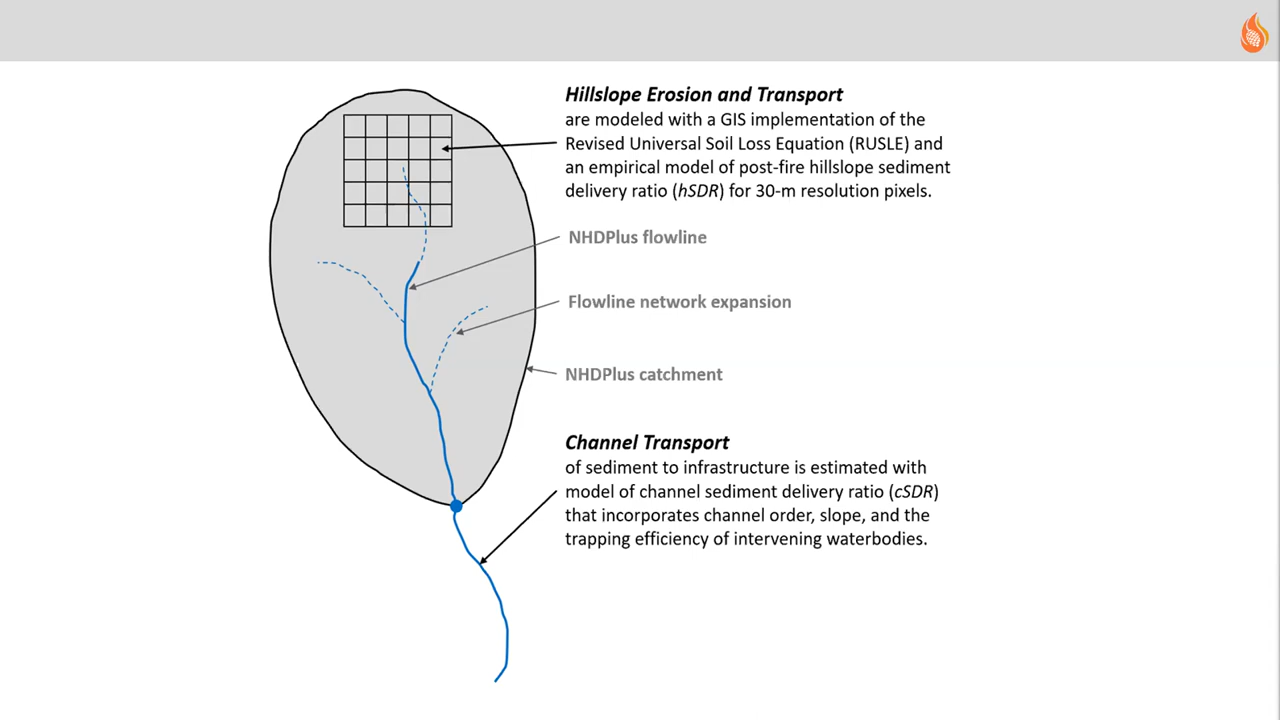 Hillslope Erosion and Transport
are modeled with a GIS implementation of the
Revised Universal Soil Loss Equation (RUSLE) and
an empirical model of post-fire hillslope sediment
delivery ratio (hSDR) for 30-m resolution pixels.
NHDPlus flowline
Flowline network expansion
NHDPlus catchment
Channel Transport
of sediment to infrastructure is estimated with
model of channel sediment delivery ratio (cSDR)
that incorporates channel order, slope, and the
trapping efficiency of intervening waterbodies.